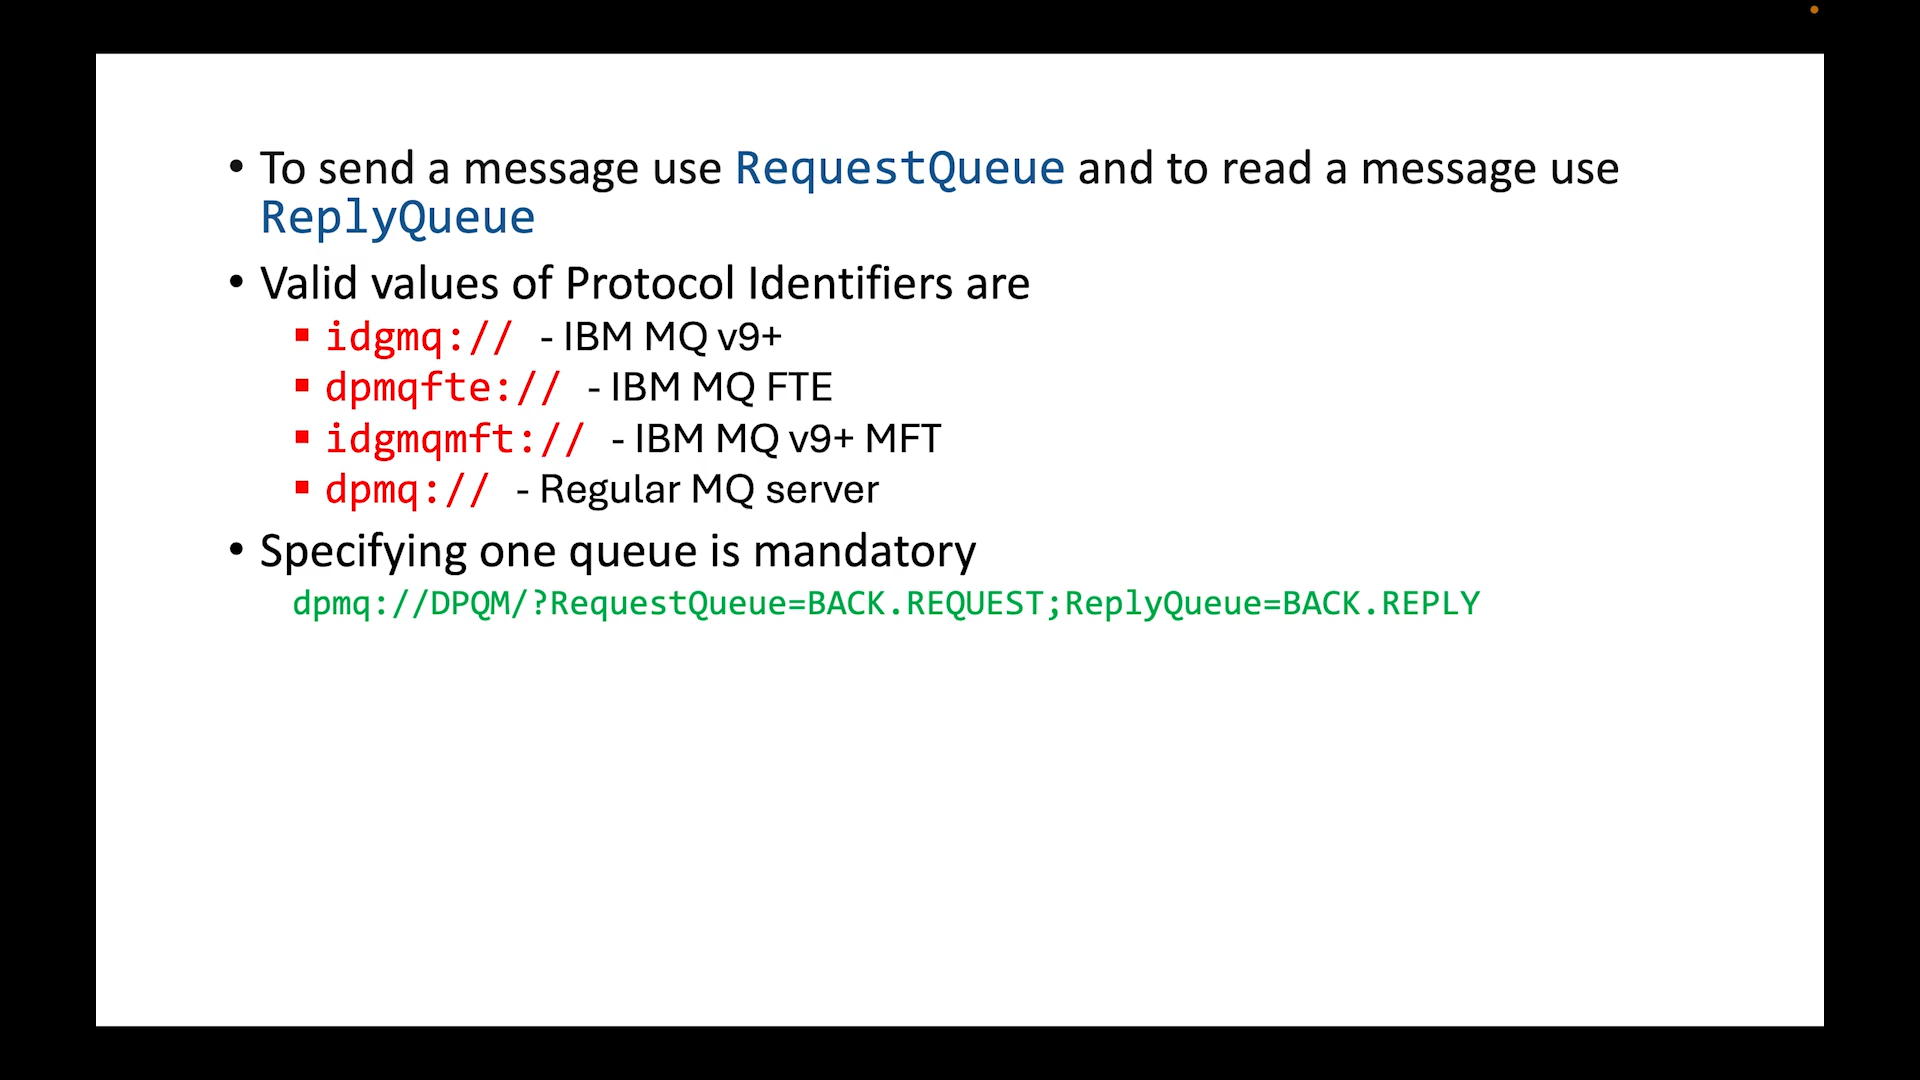 • To send a message use RequestQueue and to read a message use
ReplyQueue
• Valid values of Protocol Identifiers are
▪ idgmq:// - IBM MQ v9+
▪ dpmqfte:// - IBM MQ FTE
▪ idgmqmft:// - IBM MQ v9+ MFT
▪ dpmq:// - Regular MQ server
• Specifying one queue is mandatory
dpmq://DPQM/?RequestQueue=BACK.REQUEST;ReplyQueue=BACK.REPLY